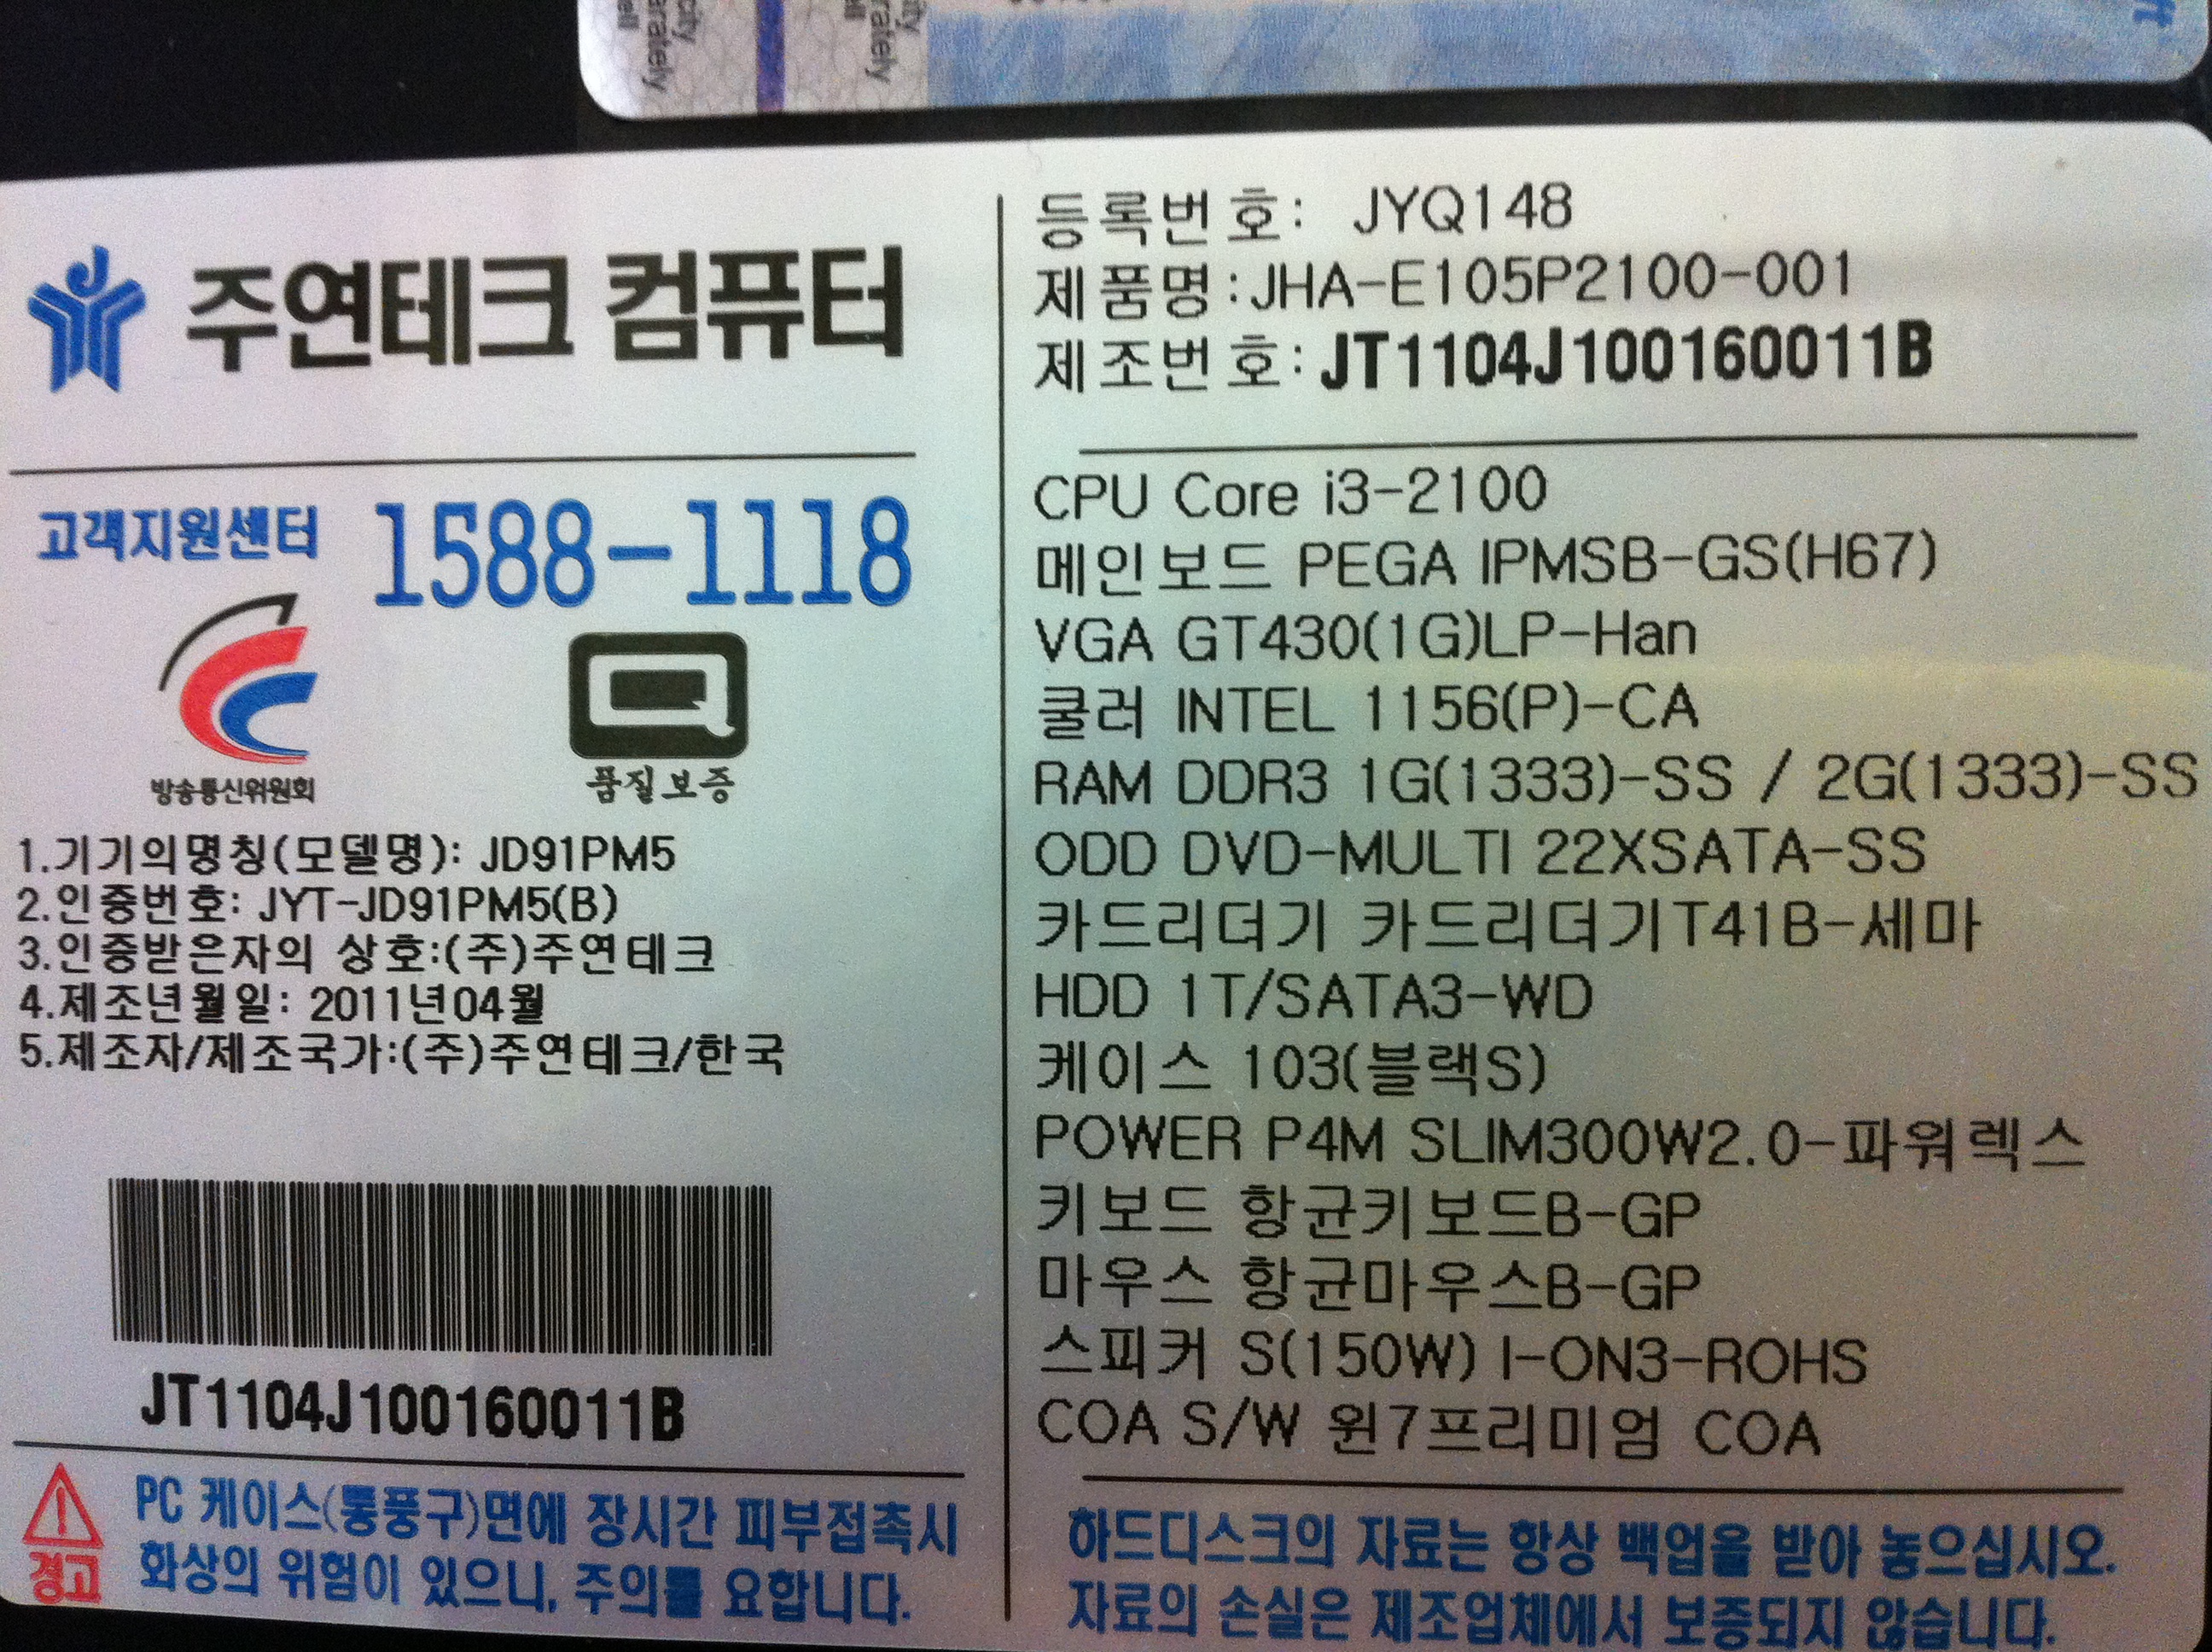 city
arately
ell
ity
rately
ll
ft
주연테크 컴퓨터
고객지원센터 1588-1118
방송통신위원회
Q
품질보증
1.기기의명칭(모델명): JD91PM5
2.인증번호: JYT-JD91PM5(B)
3.인증받은자의 상호:(주)주연테크
4.제조년월일: 2011년04월
5.제조자/제조국가:(주)주연테크/한국
JT1104J100160011B
경고
PC 케이스(통풍구)면에 장시간 피부접촉시
화상의 위험이 있으니, 주의를 요합니다.
등록번호: JYQ148
제품명:JHA-E105P2100-001
제조번호:JT1104J100160011B
CPU Core i3-2100
메인보드 PEGA IPMSB-GS(H67)
VGA GT430(1G)LP-Han
쿨러 INTEL 1156(P)-CA
RAM DDR3 1G(1333)-SS / 2G(1333)-SS
ODD DVD-MULTI 22XSATA-SS
카드리더기 카드리더기T41B-세마
HDD 1T/SATA3-WD
케이스 103(블랙S)
POWER P4M SLIM300W2.0-파워렉스
키보드 항균키보드B-GP
마우스 항균마우스B-GP
스피커 S(150W) I-ON3-ROHS
COA S/W 윈7프리미엄 COA
하드디스크의 자료는 항상 백업을 받아 놓으십시오.
자료의 손실은 제조업체에서 보증되지 않습니다.